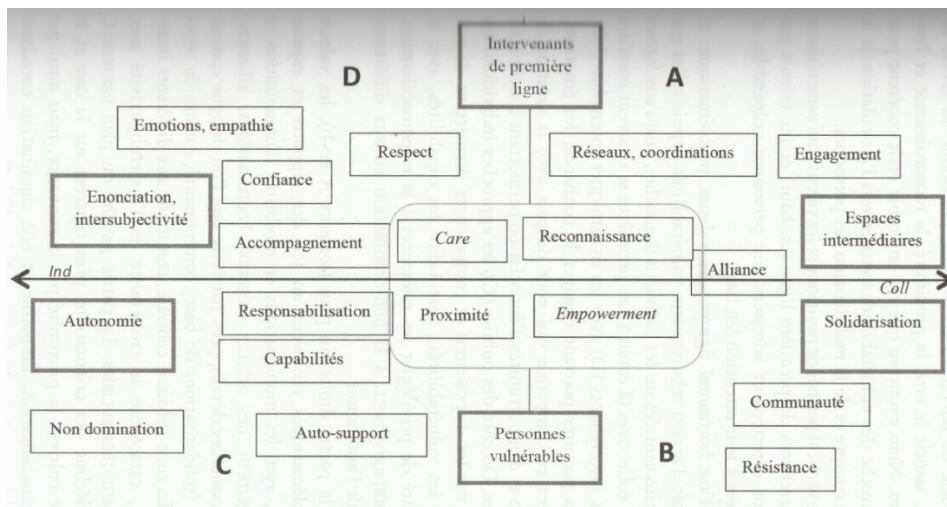 Intervenants
de première
ligne
D
A
Emotions, empathie
Respect
Réseaux, coordinations
Engagement
Confiance
Enonciation,
intersubjectivité
Espaces
intermédiaires
Accompagnement
Care
Reconnaissance
Alliance
Ind
Coll
Autonomie
Responsabilisation
Proximité
Empowerment
Solidarisation
Capabilités
Communauté
Non domination
Auto-support
Personnes
vulnérables
C
B
Résistance